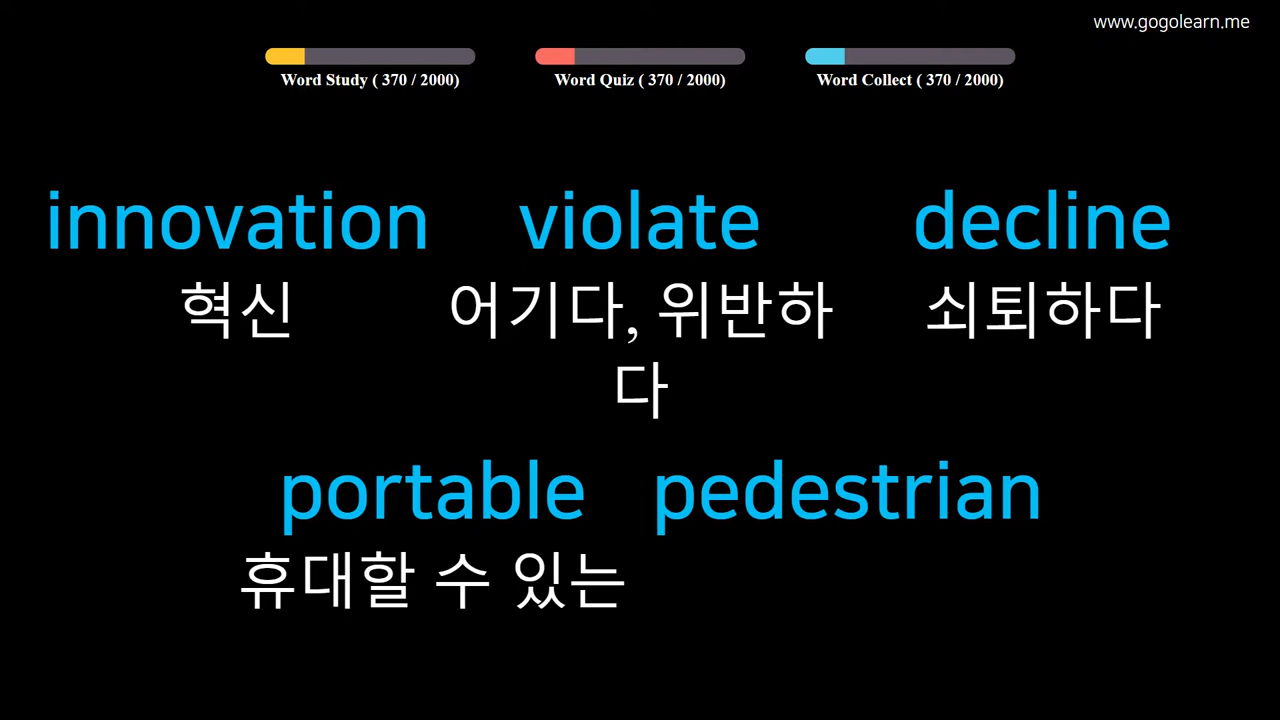 www.gogolearn.me
Word Study ( 370 / 2000)
Word Quiz ( 370 / 2000)
Word Collect ( 370 / 2000)
innovation
혁신
violate
어기다, 위반하
다
decline
쇠퇴하다
portable
휴대할 수 있는
pedestrian